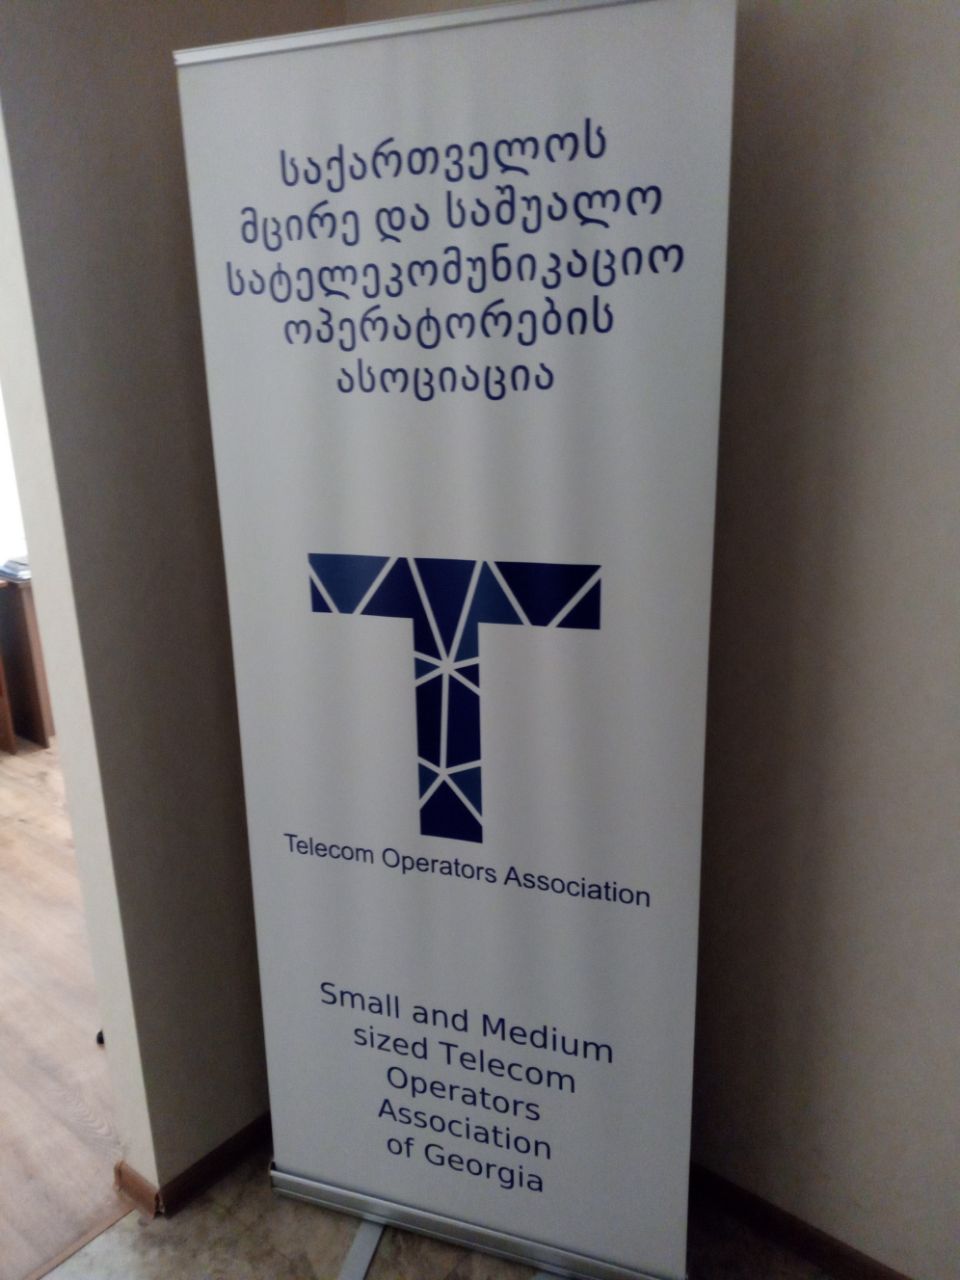 საქართველოს
მცირე და საშუალო
სატელეკომუნიკაციო
ოპერატორების
ასოციაცია
Telecom Operators Association
Small and Medium
sized Telecom
Operators
Association
of Georgia